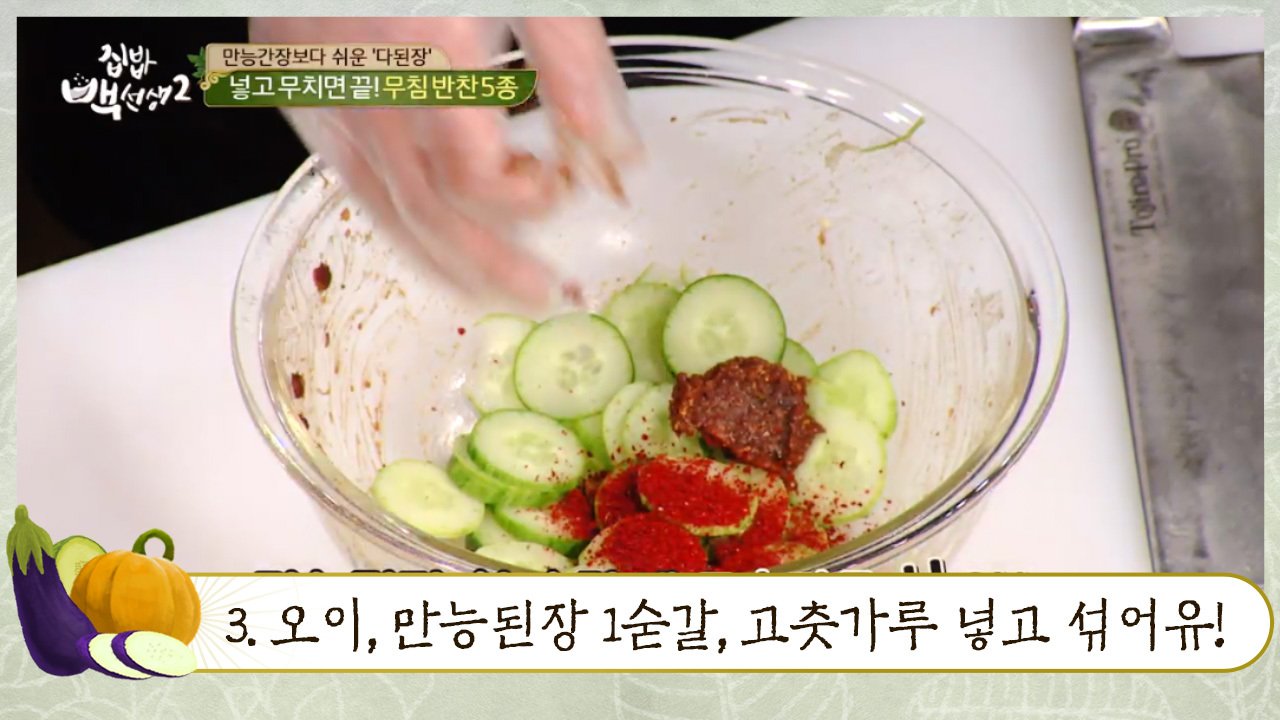 집밥
백선생2
만능간장보다 쉬운 '다된장'
넣고 무치면 끝! 무침 반찬 5종
Tojiro-Pro
3. 오이, 만능된장 1숟갈, 고춧가루 넣고 섞어유!